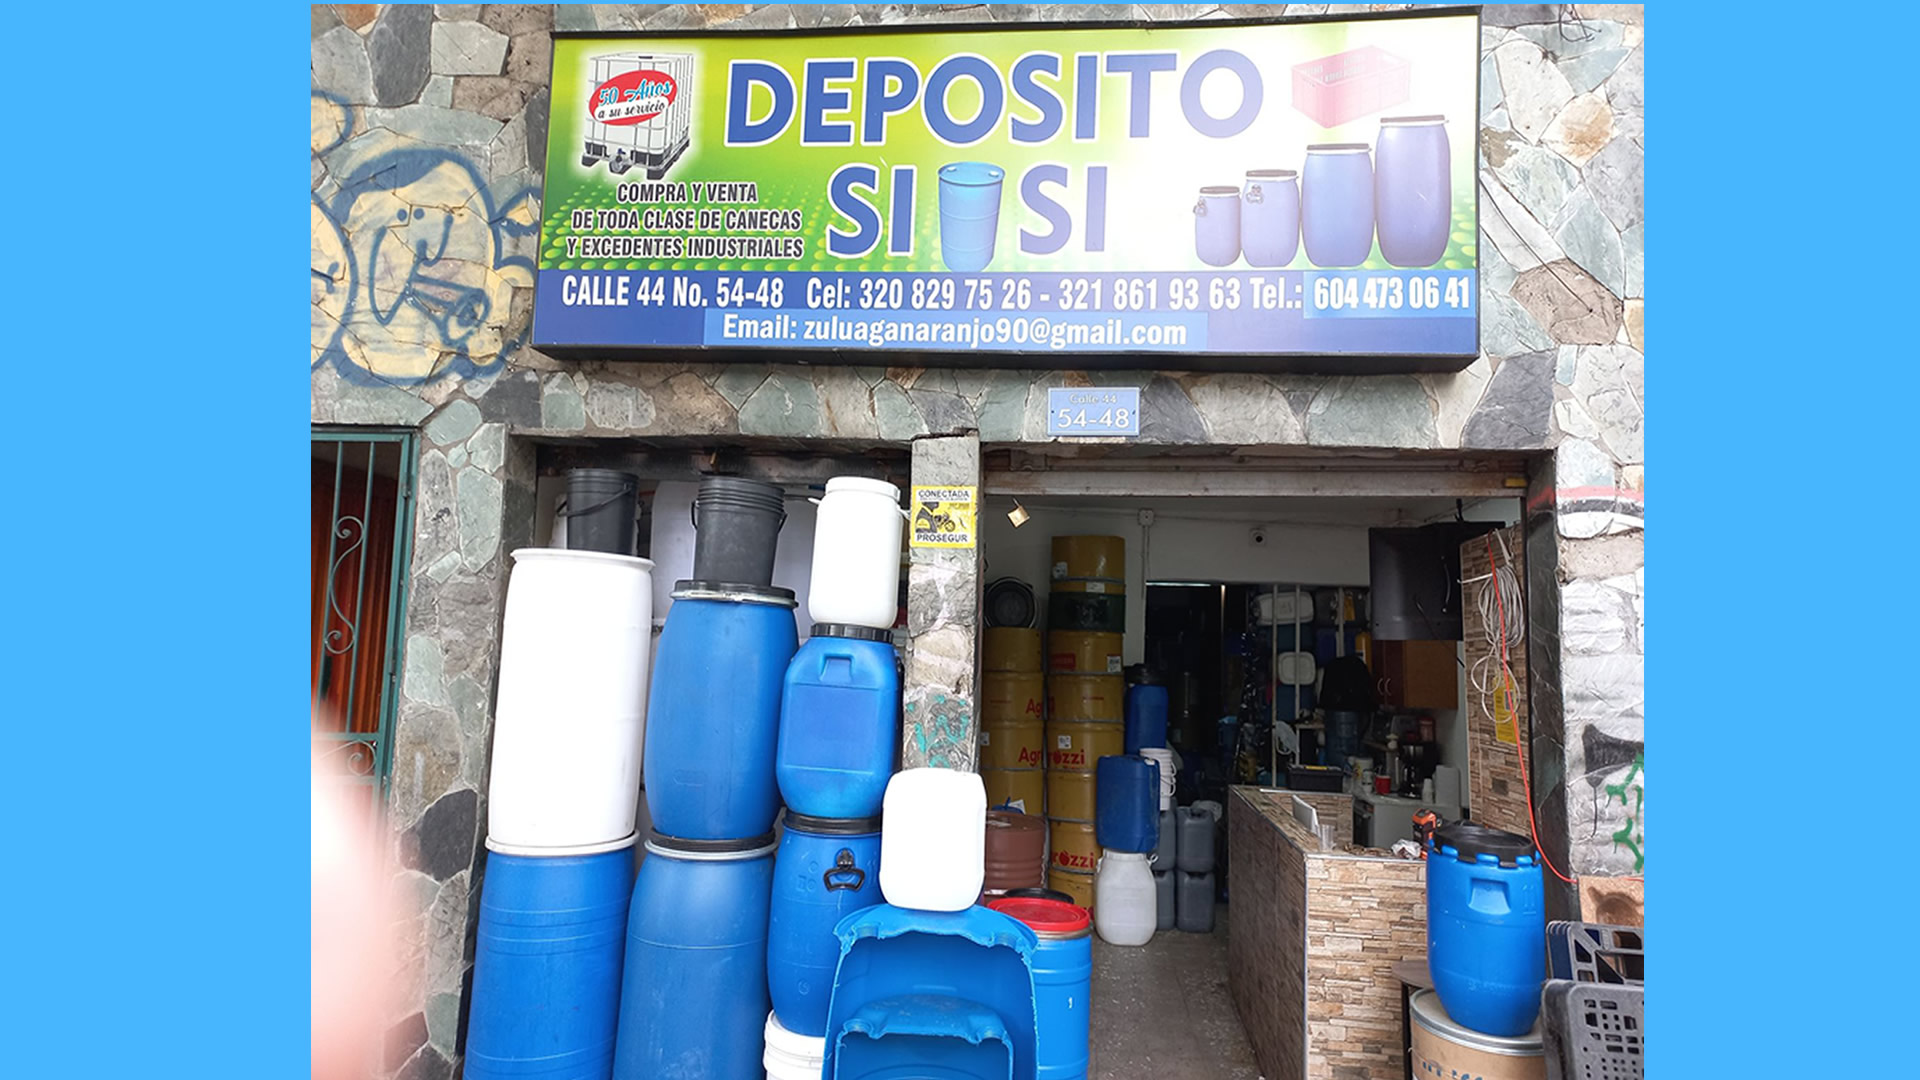 50 Años
a su servicio
DEPOSITO
SI SI
COMPRA Y VENTA
DE TODA CLASE DE CANECAS
Y EXCEDENTES INDUSTRIALES
CALLE 44 No. 54-48 Cel: 320 829 75 26 - 321 861 93 63 Tel.: 604 473 06 41
Email: zuluaganaranjo90@gmail.com
Calle 44
54-48
CONECTADA
PROSEGUR
Agrozzi